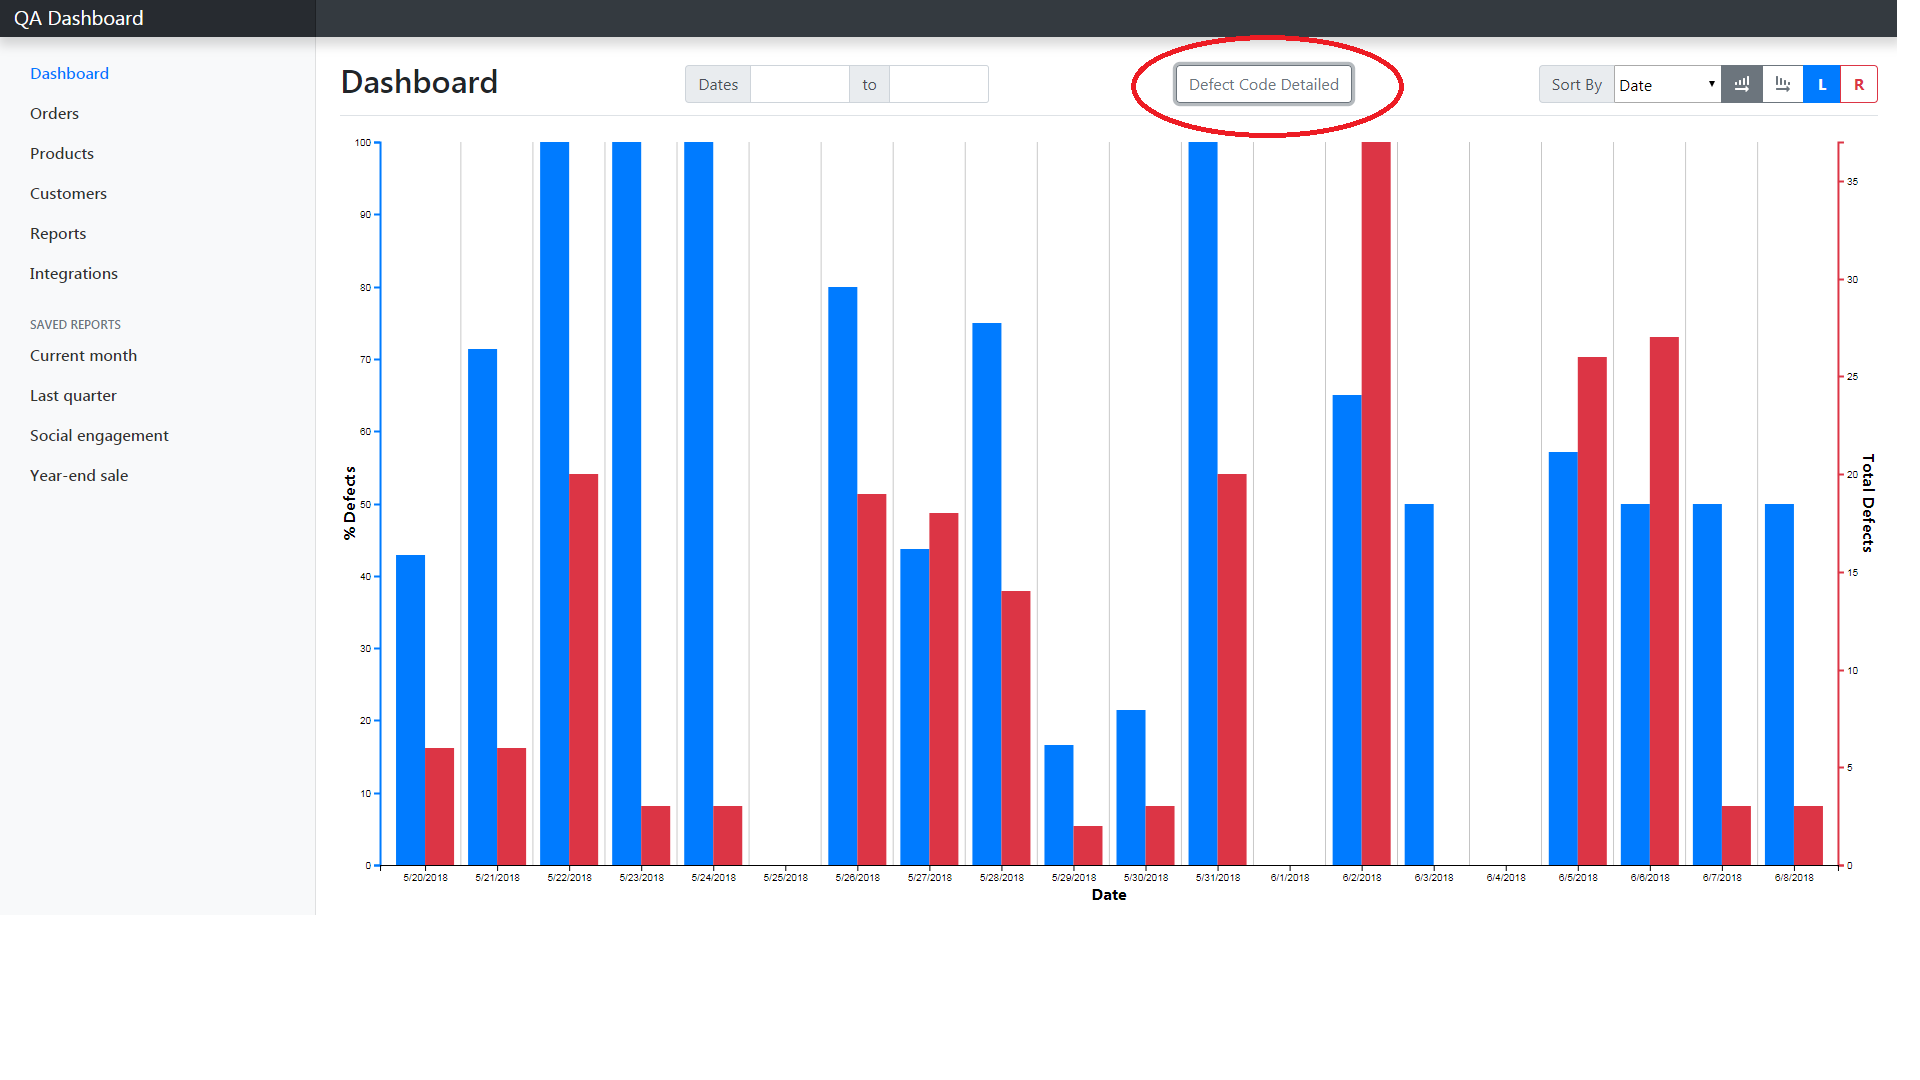 QA Dashboard
Dashboard
Orders
Products
Customers
Reports
Integrations
SAVED REPORTS
Current month
Last quarter
Social engagement
Year-end sale
Dashboard
Dates to
Defect Code Detailed
Sort By Date L R
% Defects
100
90
80
70
60
50
40
30
20
10
0
35
30
25
20
15
10
5
0
Total Defects
5/20/2018 5/21/2018 5/22/2018 5/23/2018 5/24/2018 5/25/2018 5/26/2018 5/27/2018 5/28/2018 5/29/2018 5/30/2018 5/31/2018 6/1/2018 6/2/2018 6/3/2018 6/4/2018 6/5/2018 6/6/2018 6/7/2018 6/8/2018
Date